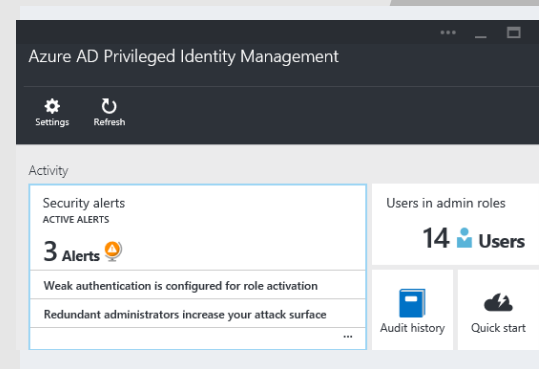 Azure AD Privileged Identity Management
Settings
Refresh
Activity
Security alerts
ACTIVE ALERTS
3 Alerts
Weak authentication is configured for role activation
Redundant administrators increase your attack surface
...
Users in admin roles
14 Users
Audit history
Quick start